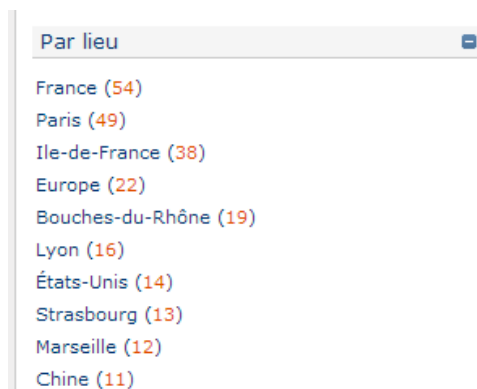 Par lieu
France (54)
Paris (49)
Ile-de-France (38)
Europe (22)
Bouches-du-Rhône (19)
Lyon (16)
États-Unis (14)
Strasbourg (13)
Marseille (12)
Chine (11)